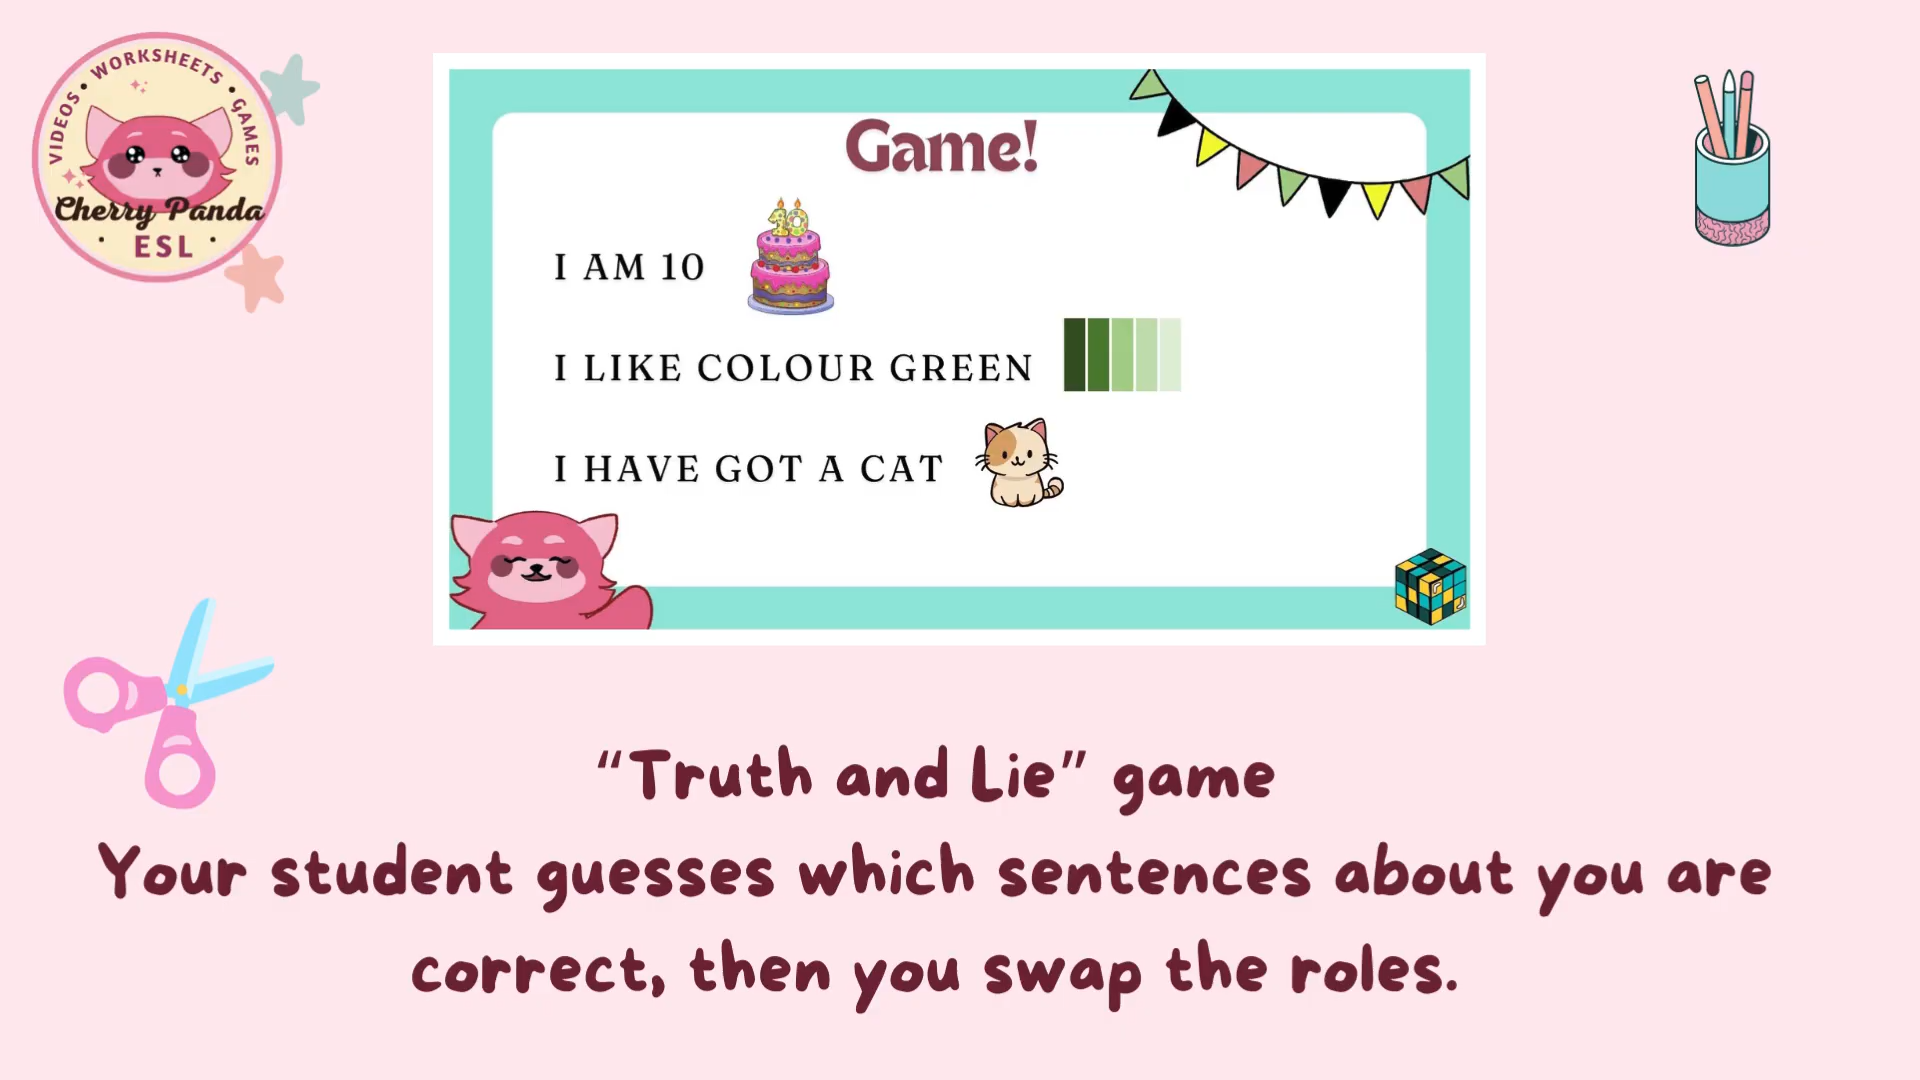 VIDEOS • WORKSHEETS • GAMES
Cherry Panda
• ESL •
Game!
10
I AM 10
I LIKE COLOUR GREEN
I HAVE GOT A CAT
“Truth and Lie” game
Your student guesses which sentences about you are
correct, then you swap the roles.